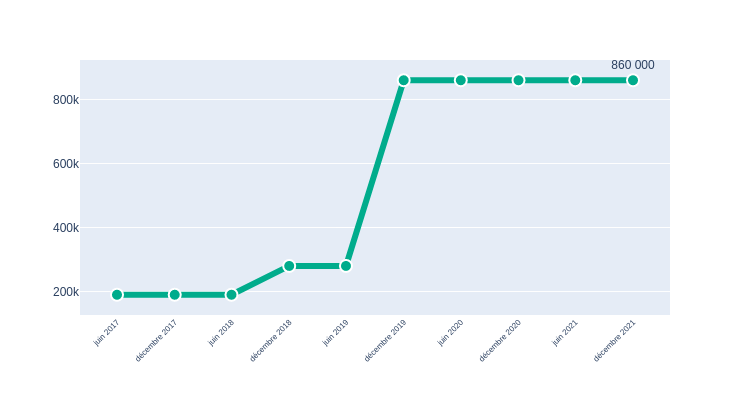 860 000
800k
600k
400k
200k
juin 2017
décembre 2017
juin 2018
décembre 2018
juin 2019
décembre 2019
juin 2020
décembre 2020
juin 2021
décembre 2021